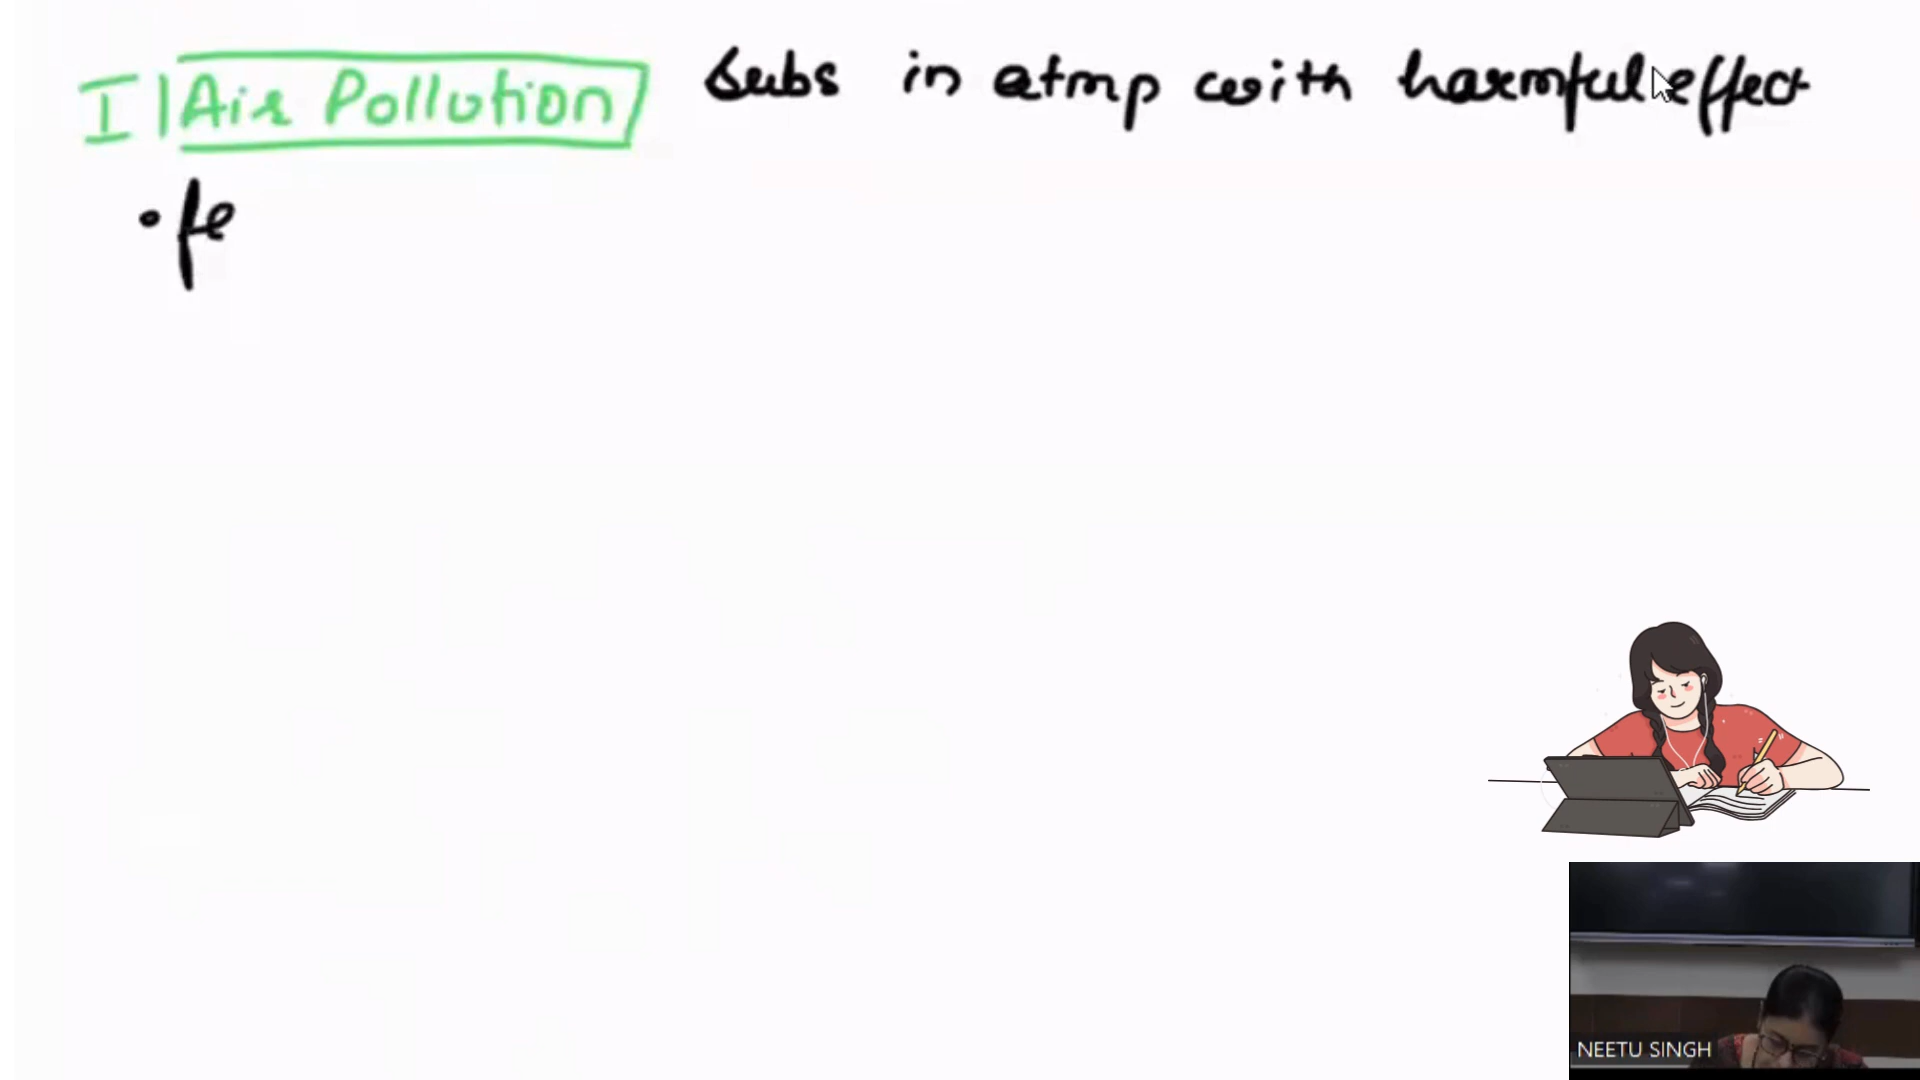 I | Air Pollution Subs in atmp with harmful effect
• fe
NEETU SINGH